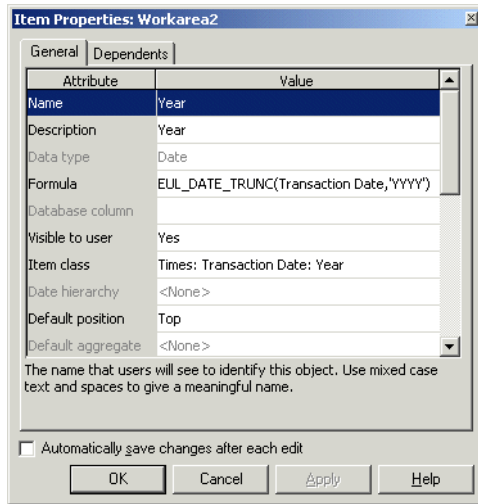 Item Properties: Workarea2
General Dependents
Attribute Value
Name Year
Description Year
Data type Date
Formula EUL_DATE_TRUNC(Transaction Date,'YYYY')
Database column
Visible to user Yes
Item class Times: Transaction Date: Year
Date hierarchy <None>
Default position Top
Default aggregate <None>
The name that users will see to identify this object. Use mixed case
text and spaces to give a meaningful name.
Automatically save changes after each edit
OK Cancel Apply Help